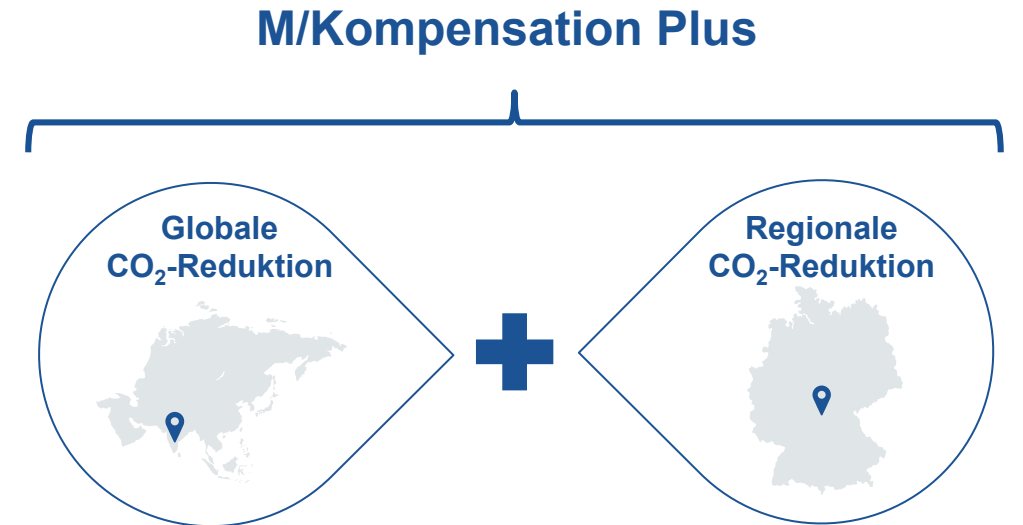 M/Kompensation Plus
Globale
CO₂-Reduktion
Regionale
CO₂-Reduktion